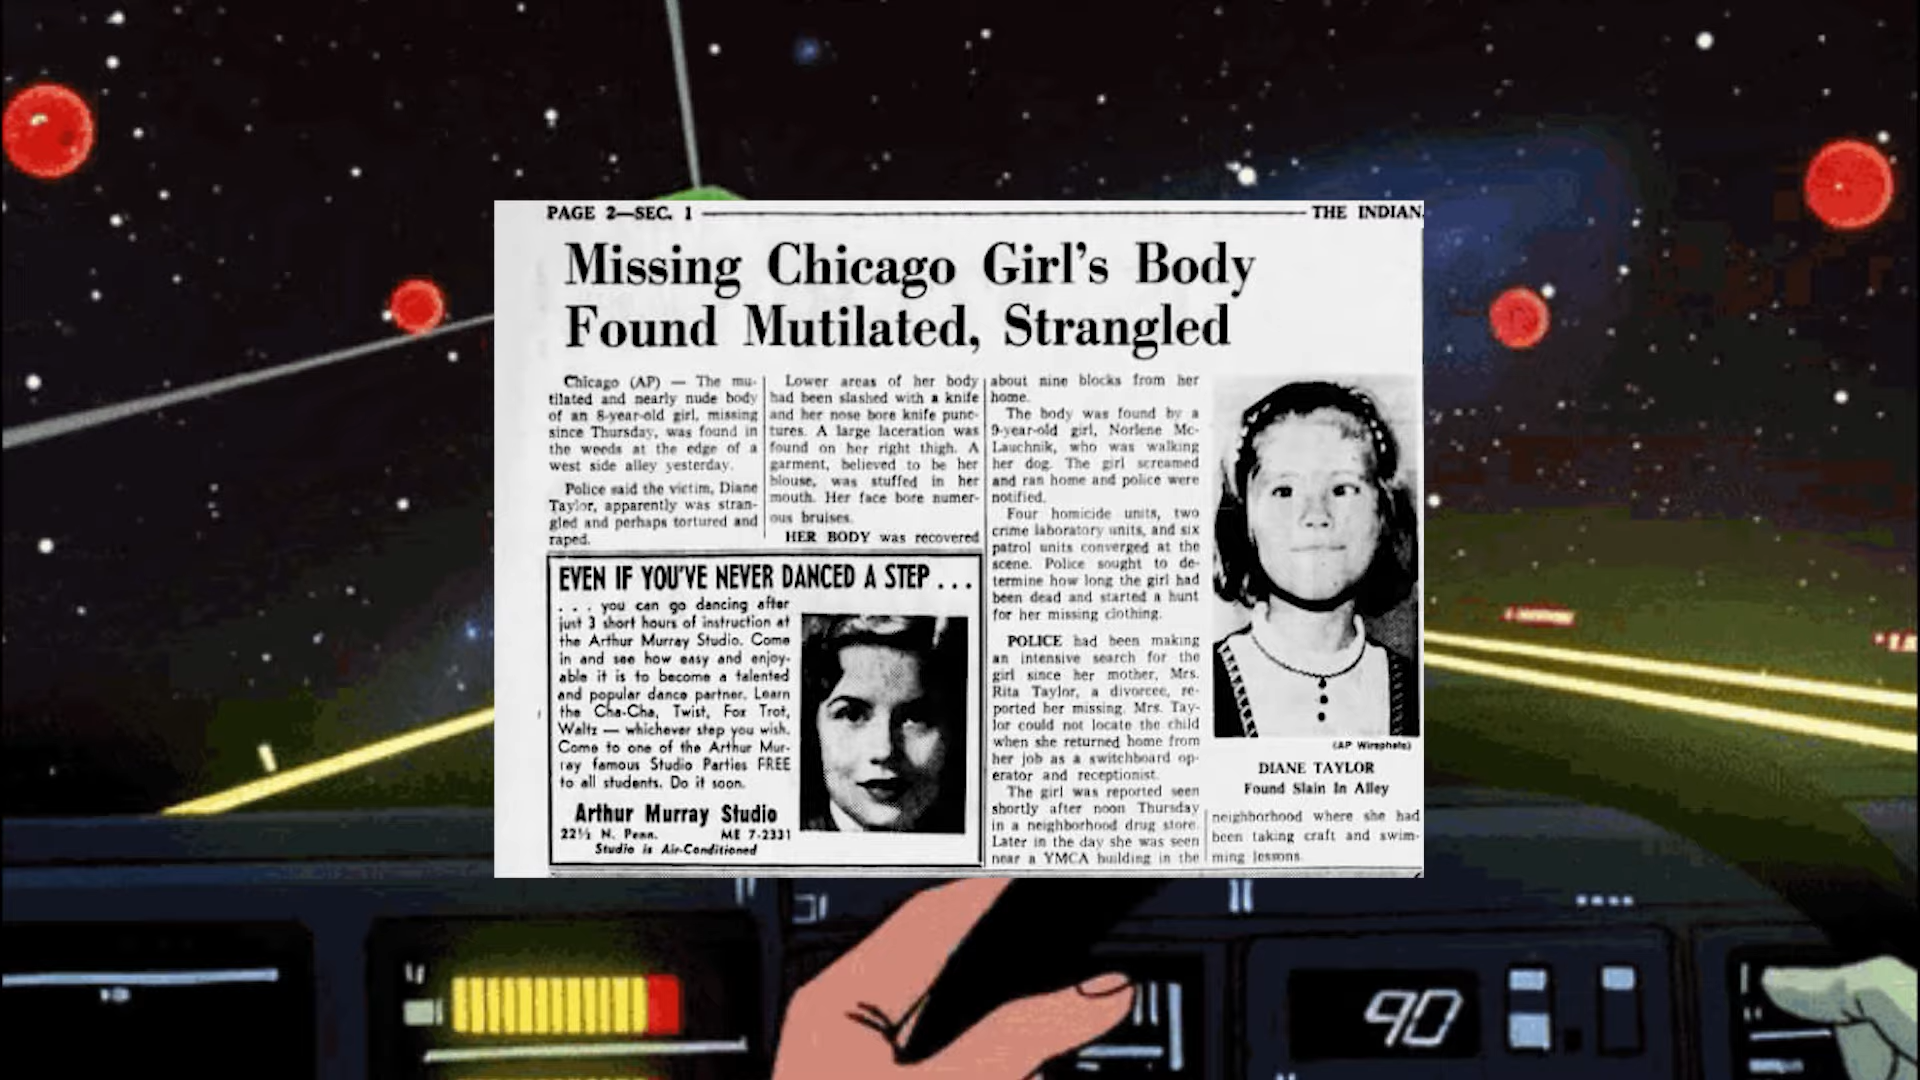 PAGE 2—SEC. 1
THE INDIAN
Missing Chicago Girl's Body
Found Mutilated, Strangled
Chicago (AP) — The mu-
tilated and nearly nude body
of an 8-year-old girl, missing
since Thursday, was found in
the weeds at the edge of a
west side alley yesterday.
Police said the victim, Diane
Taylor, apparently was stran-
gled and perhaps tortured and
raped.
Lower areas of her body
had been slashed with a knife
and her nose bore knife punc-
tures. A large laceration was
found on her right thigh. A
garment, believed to be her
blouse, was stuffed in her
mouth. Her face bore numer-
ous bruises.
HER BODY was recovered
about nine blocks from her
home.
The body was found by a
9-year-old girl, Norlene Mc-
Lauchnik, who was walking
her dog. The girl screamed
and ran home and police were
notified.
Four homicide units, two
crime laboratory units, and six
patrol units converged at the
scene. Police sought to de-
termine how long the girl had
been dead and started a hunt
for her missing clothing.
POLICE had been making
an intensive search for the
girl since her mother, Mrs.
Rita Taylor, a divorcee, re-
ported her missing. Mrs. Tay-
lor could not locate the child
when she returned home from
her job as a switchboard op-
erator and receptionist.
The girl was reported seen
shortly after noon Thursday
in a neighborhood drug store.
Later in the day she was seen
near a YMCA building in the
(AP Wirephoto)
DIANE TAYLOR
Found Slain In Alley
neighborhood where she had
been taking craft and swim-
ming lessons.
EVEN IF YOU'VE NEVER DANCED A STEP . . .
. . . you can go dancing after
just 3 short hours of instruction at
the Arthur Murray Studio. Come
in and see how easy and enjoy-
able it is to become a talented
and popular dance partner. Learn
the Cha-Cha, Twist, Fox Trot,
Waltz — whichever step you wish.
Come to one of the Arthur Mur-
ray famous Studio Parties FREE
to all students. Do it soon.
Arthur Murray Studio
22½ N. Penn. ME 7-2331
Studio is Air-Conditioned
90